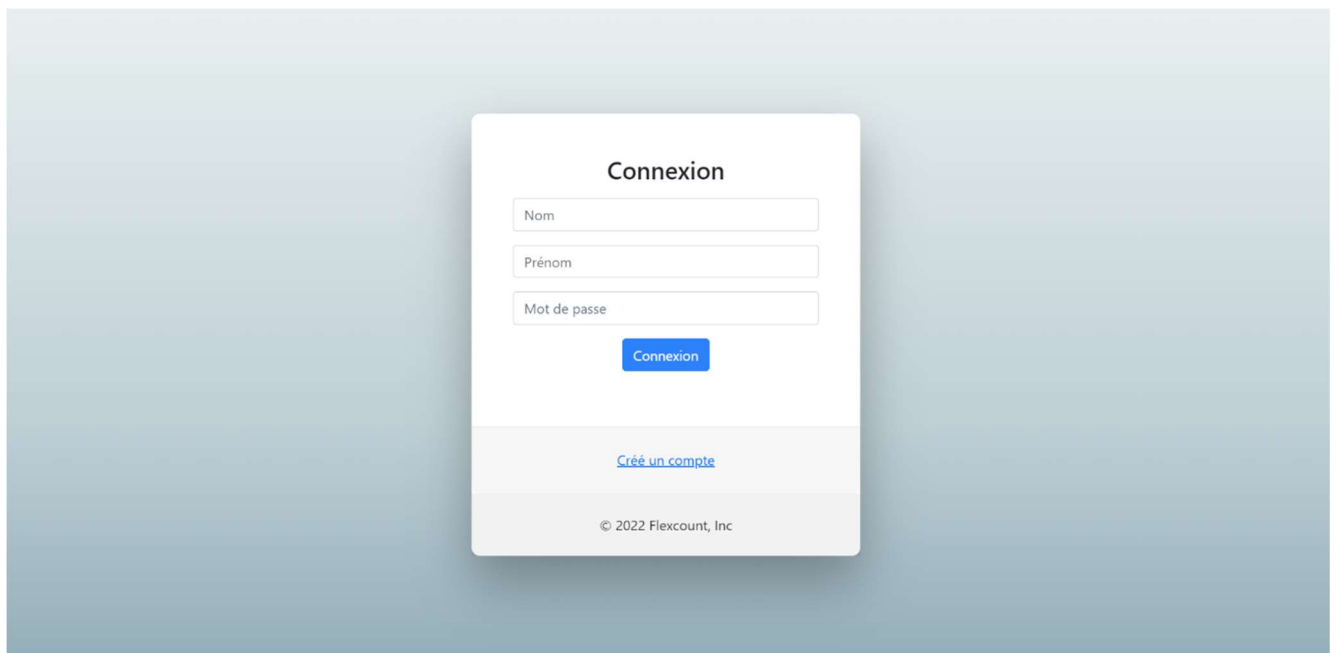 Connexion
Nom
Prénom
Mot de passe
Connexion
Créé un compte
© 2022 Flexcount, Inc